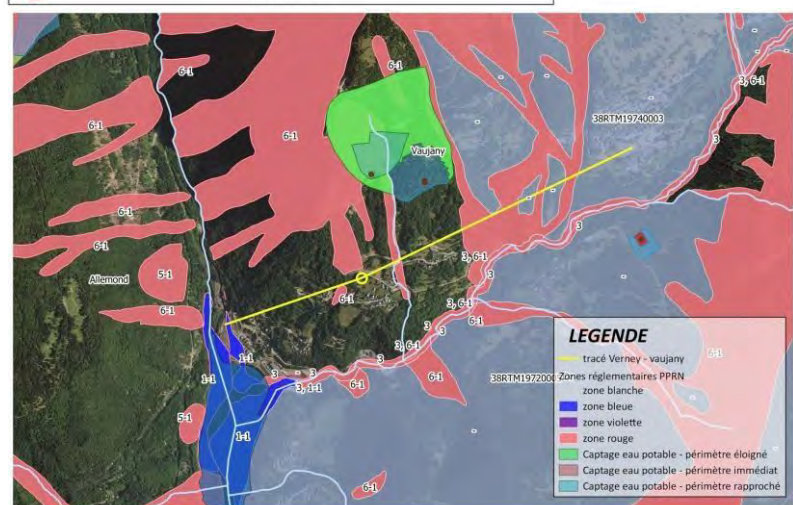 6-1
6-1
6-1
3, 6-1
38RTM19740003
3
6-1
Vaujany
6-1
3
6-1
3, 6-1
5-1
Allemond
6-1
6-1
3
3, 6-1
3
6-1
1-1
3
3
-
3
3, 1-1
6-1
6-1
38RTM1972000
5-1
1-1
6-1
LEGENDE
tracé Verney - vaujany
Zones réglementaires PPRN
zone blanche
zone bleue
zone violette
zone rouge
Captage eau potable - périmètre éloigné
Captage eau potable - périmètre immédiat
Captage eau potable - périmètre rapproché
6-1